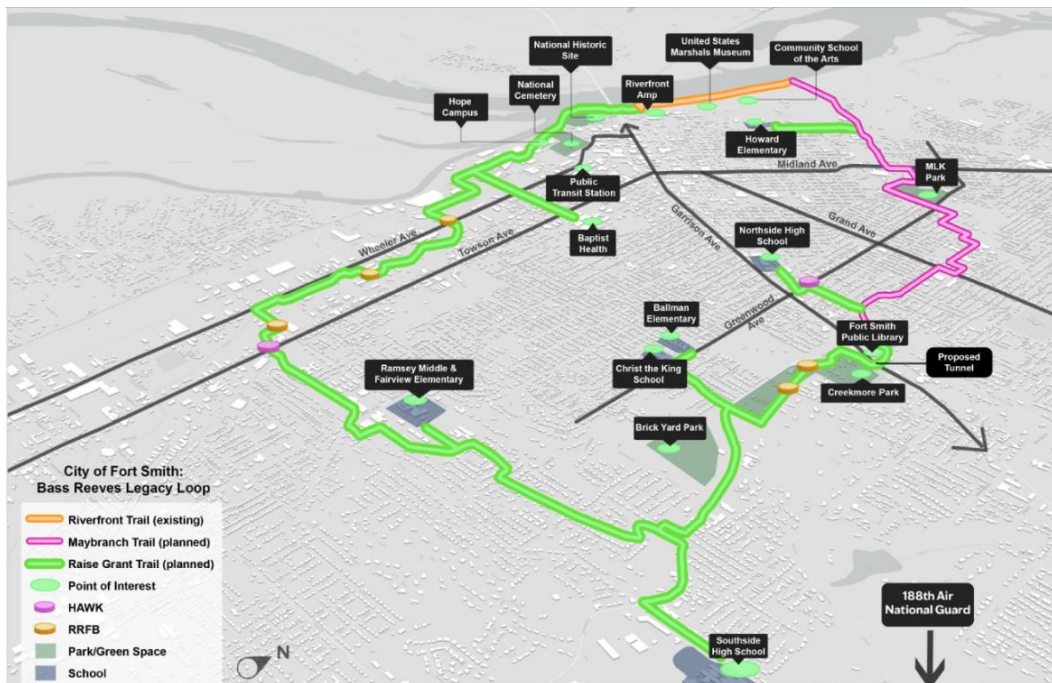 United States
Marshals Museum
Community School
of the Arts
National Historic
Site
National
Cemetery
Riverfront
Amp
Hope
Campus
Howard
Elementary
Midland Ave
MLK
Park
Public
Transit Station
Garrison Ave
Grand Ave
Wheeler Ave
Towson Ave
Baptist
Health
Northside High
School
Greenwood
Ave
Ballman
Elementary
Fort Smith
Public Library
Proposed
Tunnel
Christ the King
School
Creekmore Park
Ramsey Middle &
Fairview Elementary
Brick Yard Park
City of Fort Smith:
Bass Reeves Legacy Loop
Riverfront Trail (existing)
Maybranch Trail (planned)
Raise Grant Trail (planned)
Point of Interest
HAWK
RRFB
Park/Green Space
School
N
188th Air
National Guard
Southside
High School